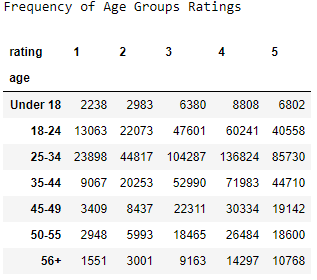 Frequency of Age Groups Ratings
rating 1 2 3 4 5
age
Under 18 2238 2983 6380 8808 6802
18-24 13063 22073 47601 60241 40558
25-34 23898 44817 104287 136824 85730
35-44 9067 20253 52990 71983 44710
45-49 3409 8437 22311 30334 19142
50-55 2948 5993 18465 26484 18600
56+ 1551 3001 9163 14297 10768